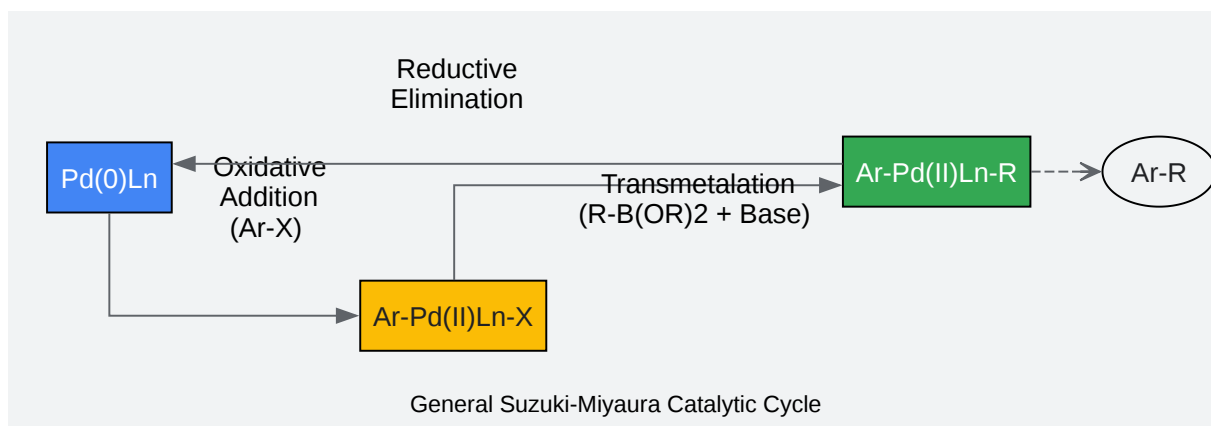 Reductive
Elimination
Pd(0)Ln
Oxidative
Addition
(Ar-X)
Transmetalation
(R-B(OR)2 + Base)
Ar-Pd(II)Ln-R
Ar-R
Ar-Pd(II)Ln-X
General Suzuki-Miyaura Catalytic Cycle